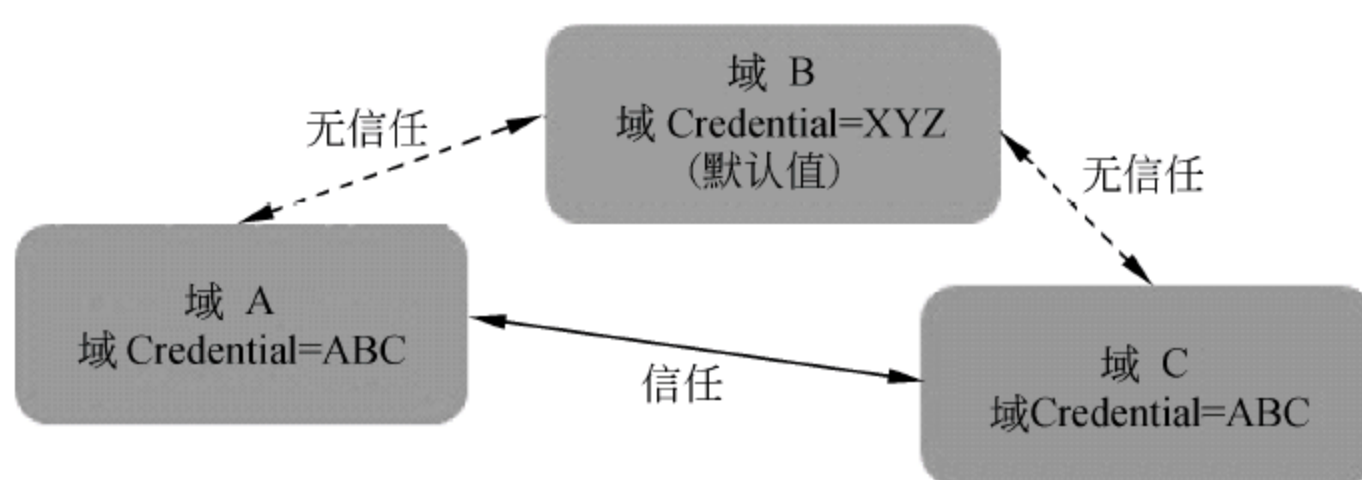 域 B
域 Credential=XYZ
(默认值)
无信任
无信任
域 A
域 Credential=ABC
信任
域 C
域Credential=ABC